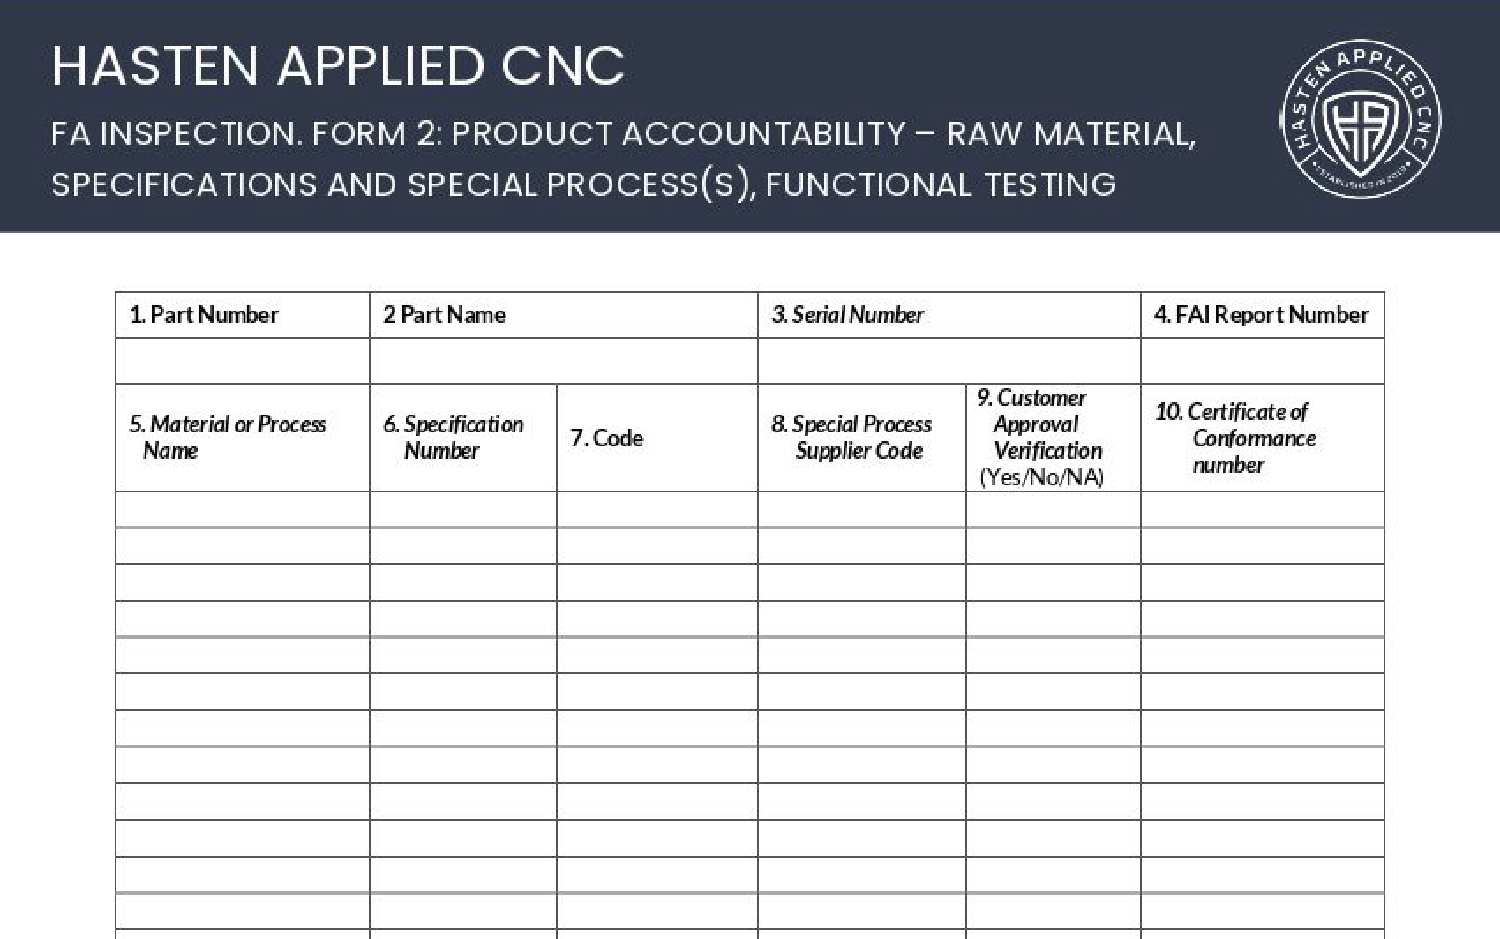 HASTEN APPLIED CNC
FA INSPECTION. FORM 2: PRODUCT ACCOUNTABILITY – RAW MATERIAL,
SPECIFICATIONS AND SPECIAL PROCESS(S), FUNCTIONAL TESTING
HASTEN APPLIED CNC
HA
ESTABLISHED IN
1. Part Number
2 Part Name
3. Serial Number
4. FAI Report Number
5. Material or Process
Name
6. Specification
Number
7. Code
8. Special Process
Supplier Code
9. Customer
Approval
Verification
(Yes/No/NA)
10. Certificate of
Conformance
number